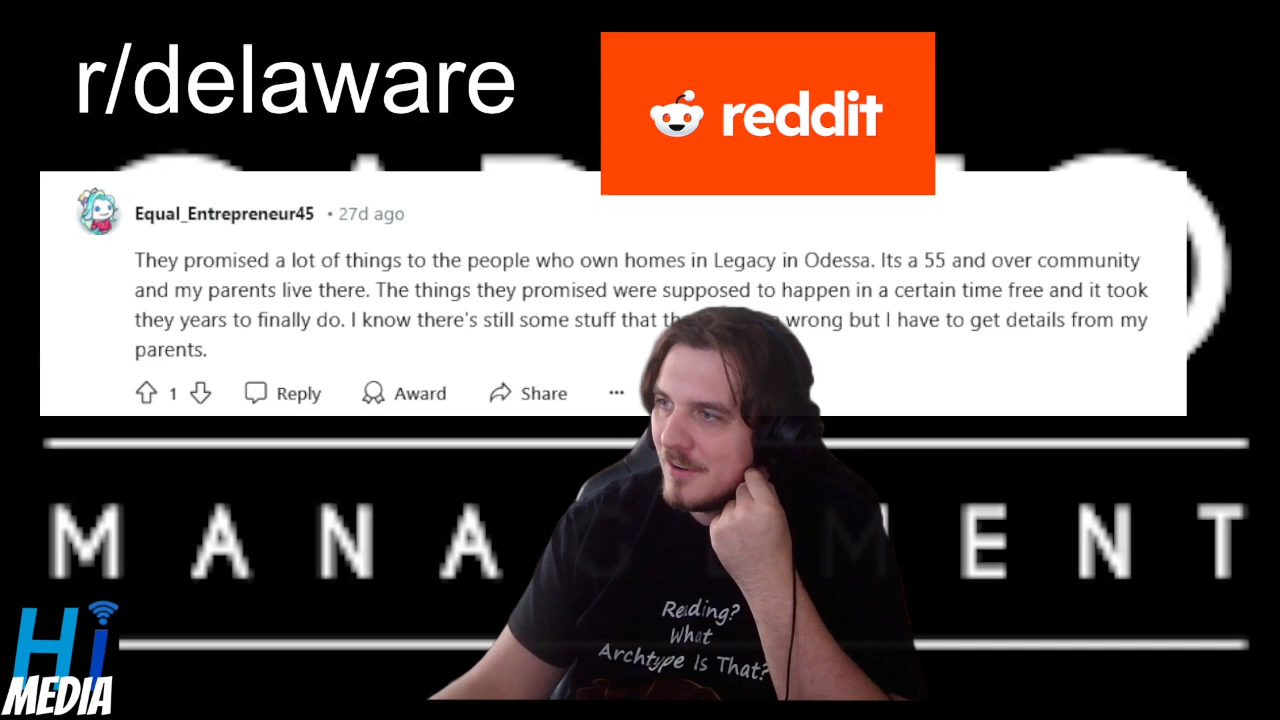 r/delaware
reddit
Equal_Entrepreneur45 • 27d ago
They promised a lot of things to the people who own homes in Legacy in Odessa. Its a 55 and over community
and my parents live there. The things they promised were supposed to happen in a certain time free and it took
they years to finally do. I know there's still some stuff that wrong but I have to get details from my
parents.
1 Reply Award Share ...
MANAGEMENT
Reading?
What
Archtype Is That?
Hi
MEDIA